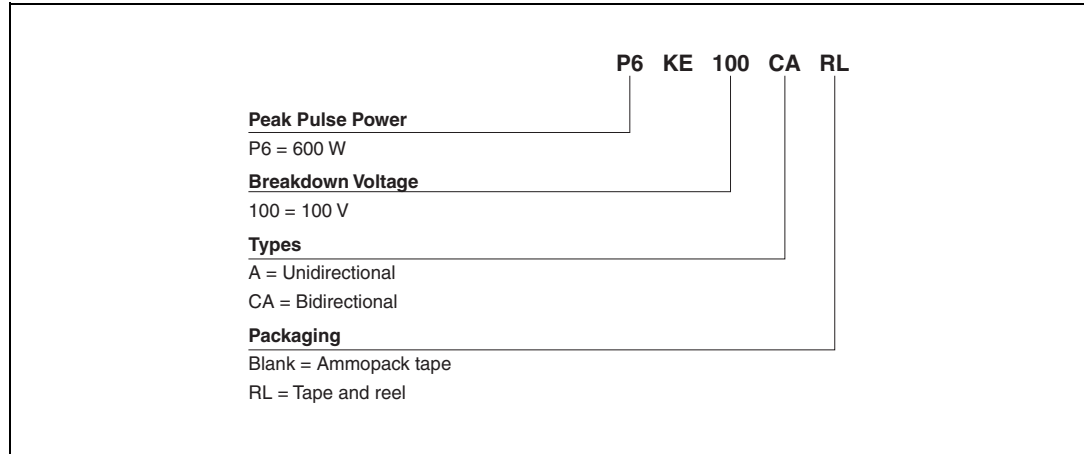 P6 KE 100 CA RL
Peak Pulse Power
P6 = 600 W
Breakdown Voltage
100 = 100 V
Types
A = Unidirectional
CA = Bidirectional
Packaging
Blank = Ammopack tape
RL = Tape and reel